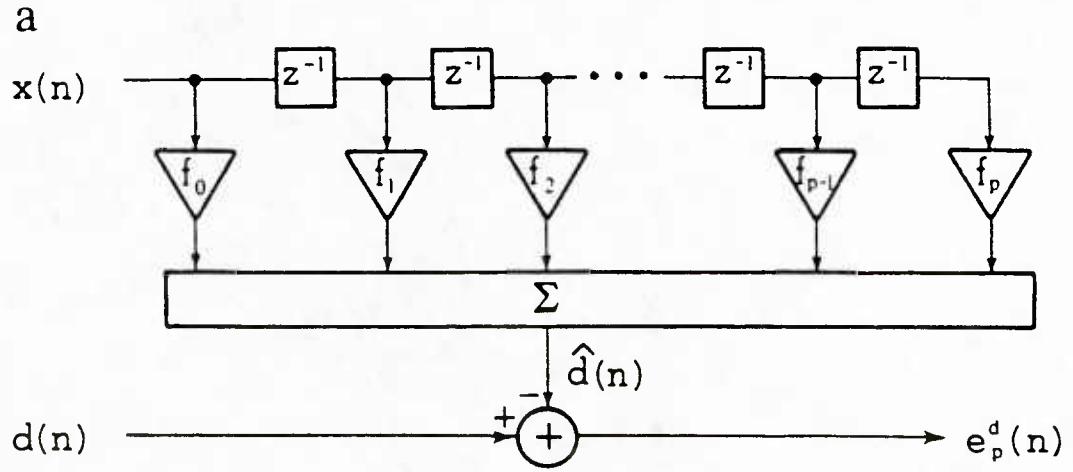 a
x(n) z⁻¹ z⁻¹ z⁻¹ z⁻¹
f₀ f₁ f₂ fₚ₋₁ fₚ
Σ
d̂(n)
−
+
d(n) + eₚᵈ(n)